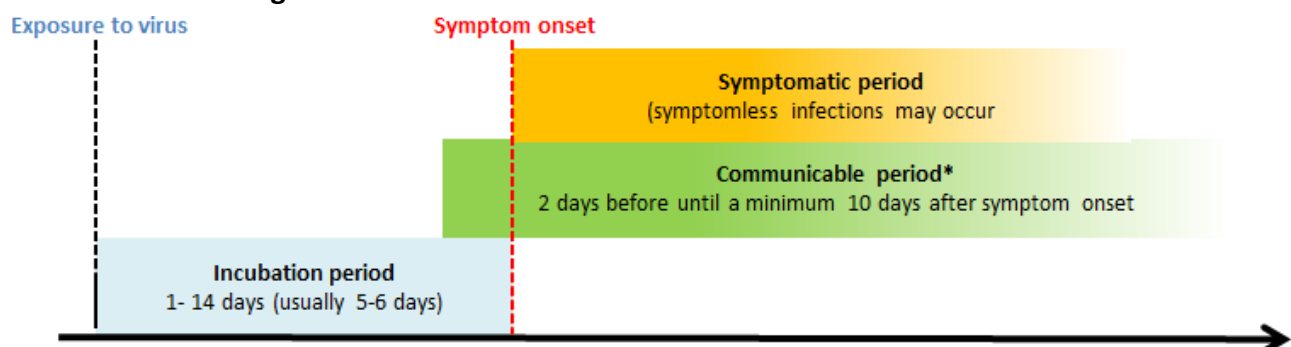 Exposure to virus
Symptom onset
Symptomatic period
(symptomless infections may occur
Communicable period*
2 days before until a minimum 10 days after symptom onset
Incubation period
1- 14 days (usually 5-6 days)